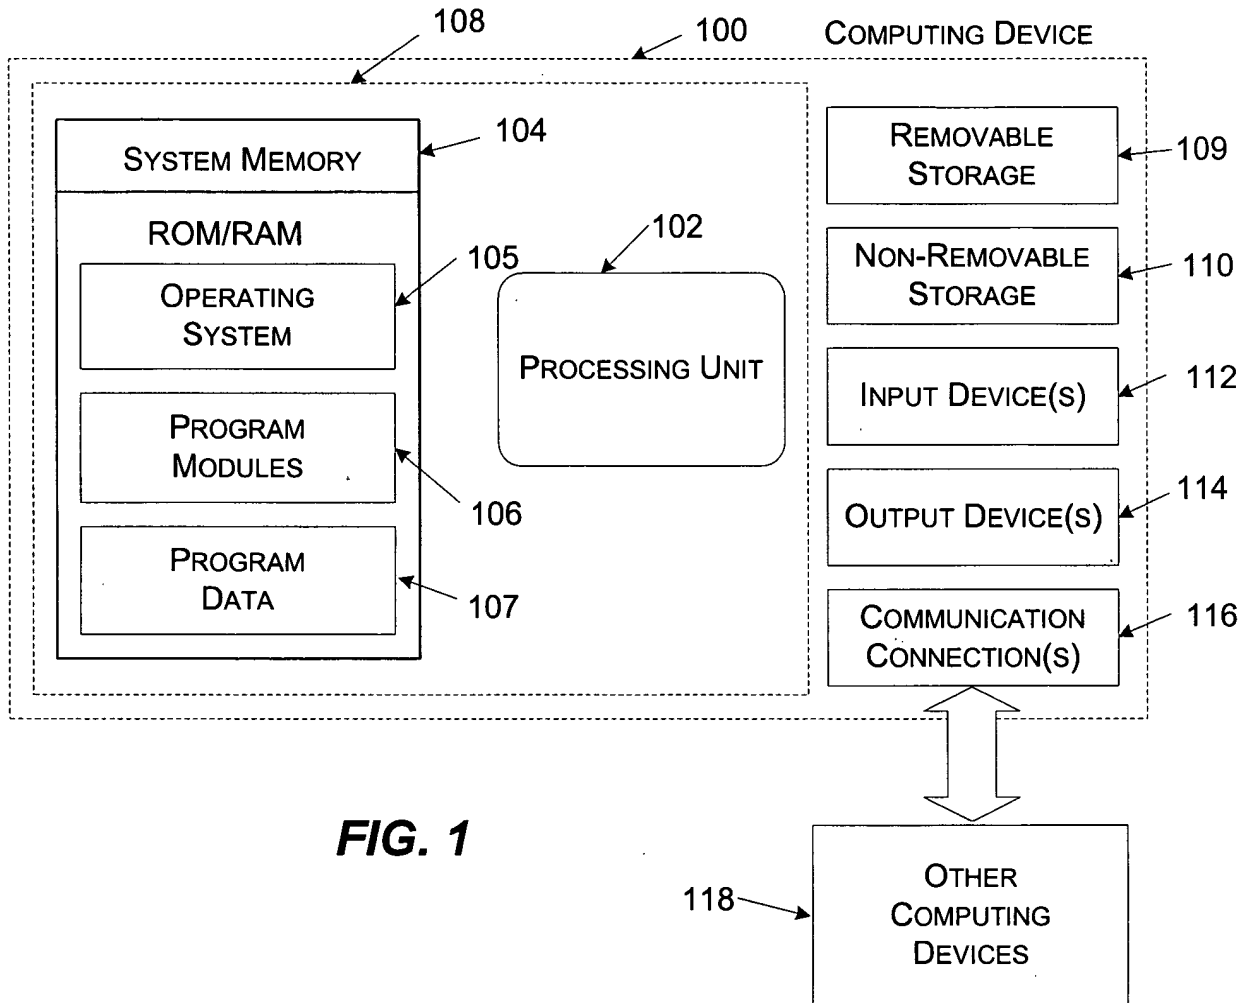 108
100
COMPUTING DEVICE
104
SYSTEM MEMORY
ROM/RAM
105
OPERATING
SYSTEM
PROGRAM
MODULES
106
PROGRAM
DATA
107
102
PROCESSING UNIT
REMOVABLE
STORAGE
109
NON-REMOVABLE
STORAGE
110
INPUT DEVICE(S)
112
OUTPUT DEVICE(S)
114
COMMUNICATION
CONNECTION(S)
116
FIG. 1
118
OTHER
COMPUTING
DEVICES